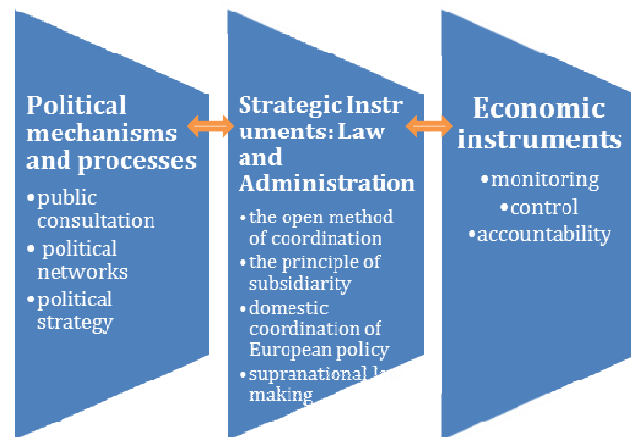 Political
mechanisms
and processes
•public
consultation
• political
networks
•political
strategy
Strategic Instr
uments: Law
and
Administration
•the open method
of coordination
•the principle of
subsidiarity
•domestic
coordination of
European policy
•supranational
making
Economic
instruments
•monitoring
•control
•accountability